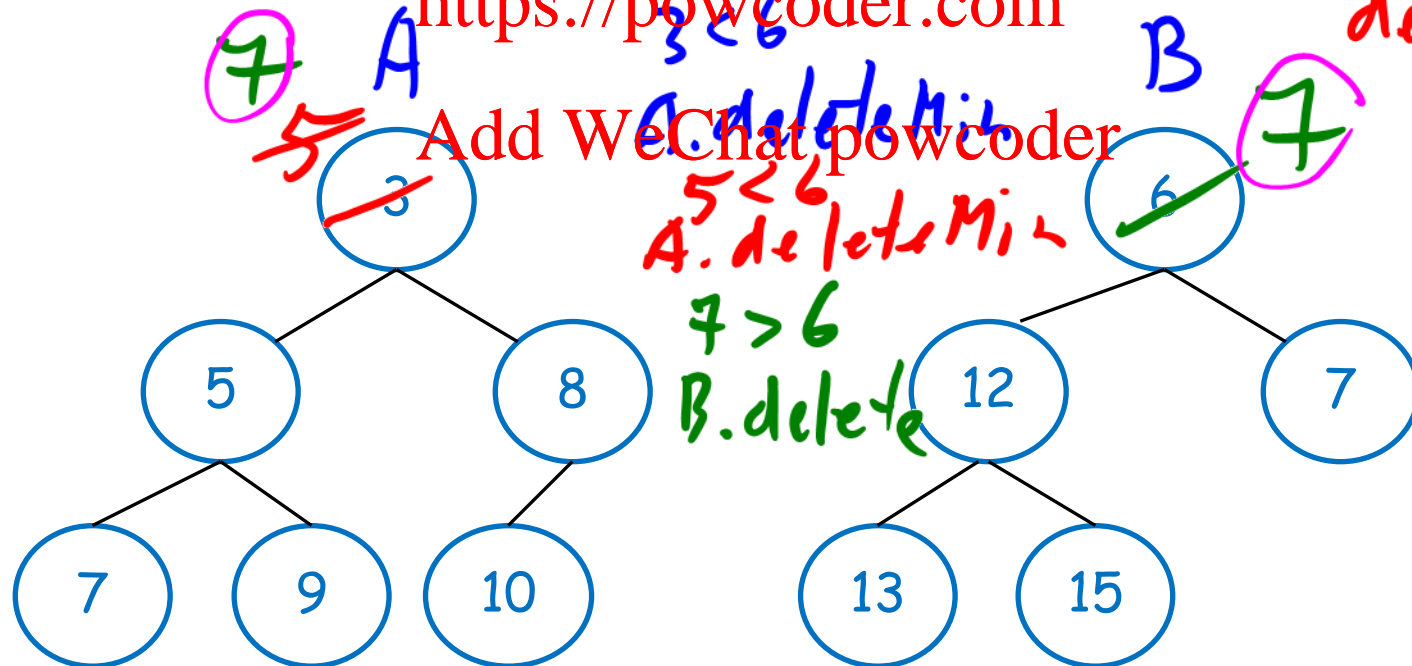 https://powcoder.com
7 A 3 < 6 B de
A. deleteMin 7
5 Add WeChat powcoder
3 5 < 6 6
A. deleteMin
7 > 6
5 8 12 7
B. delete
7 9 10 13 15